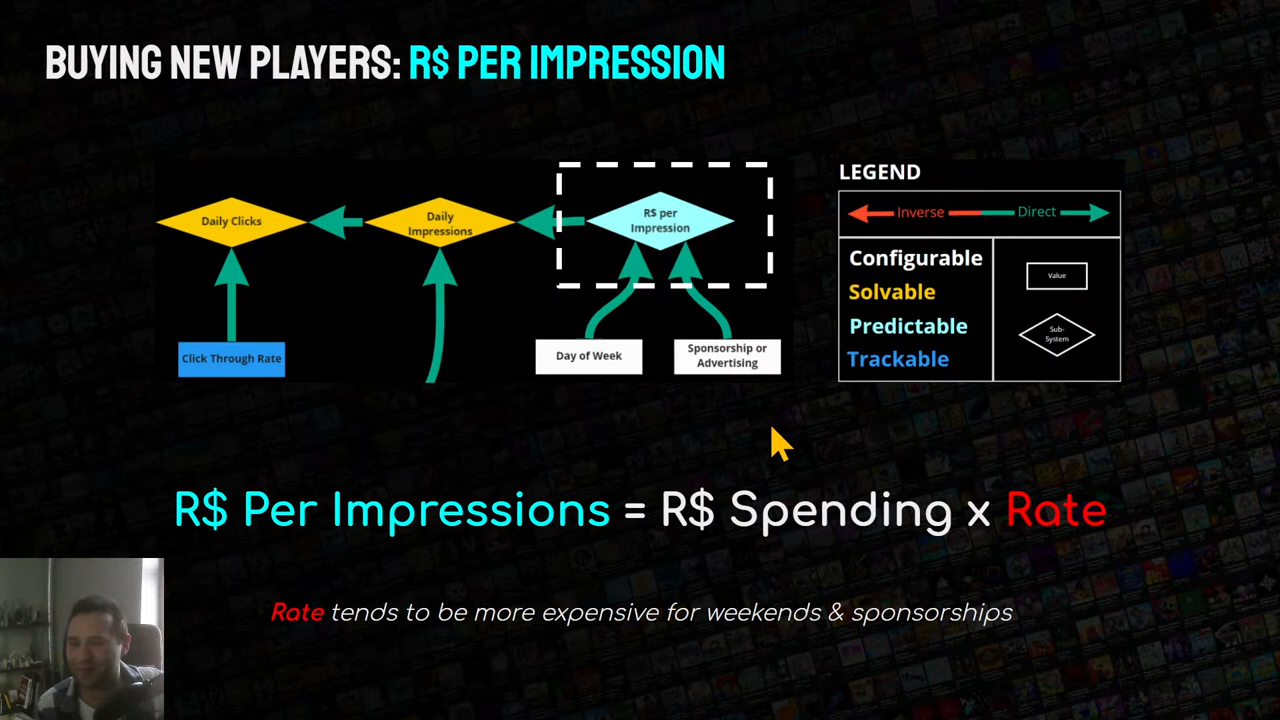 BUYING NEW PLAYERS: R$ PER IMPRESSION
LEGEND
Inverse
Direct
Daily Clicks
Daily
Impressions
R$ per
Impression
Configurable
Solvable
Predictable
Trackable
Value
Sub-
System
Click Through Rate
Day of Week
Sponsorship or
Advertising
R$ Per Impressions = R$ Spending x Rate
Rate tends to be more expensive for weekends & sponsorships